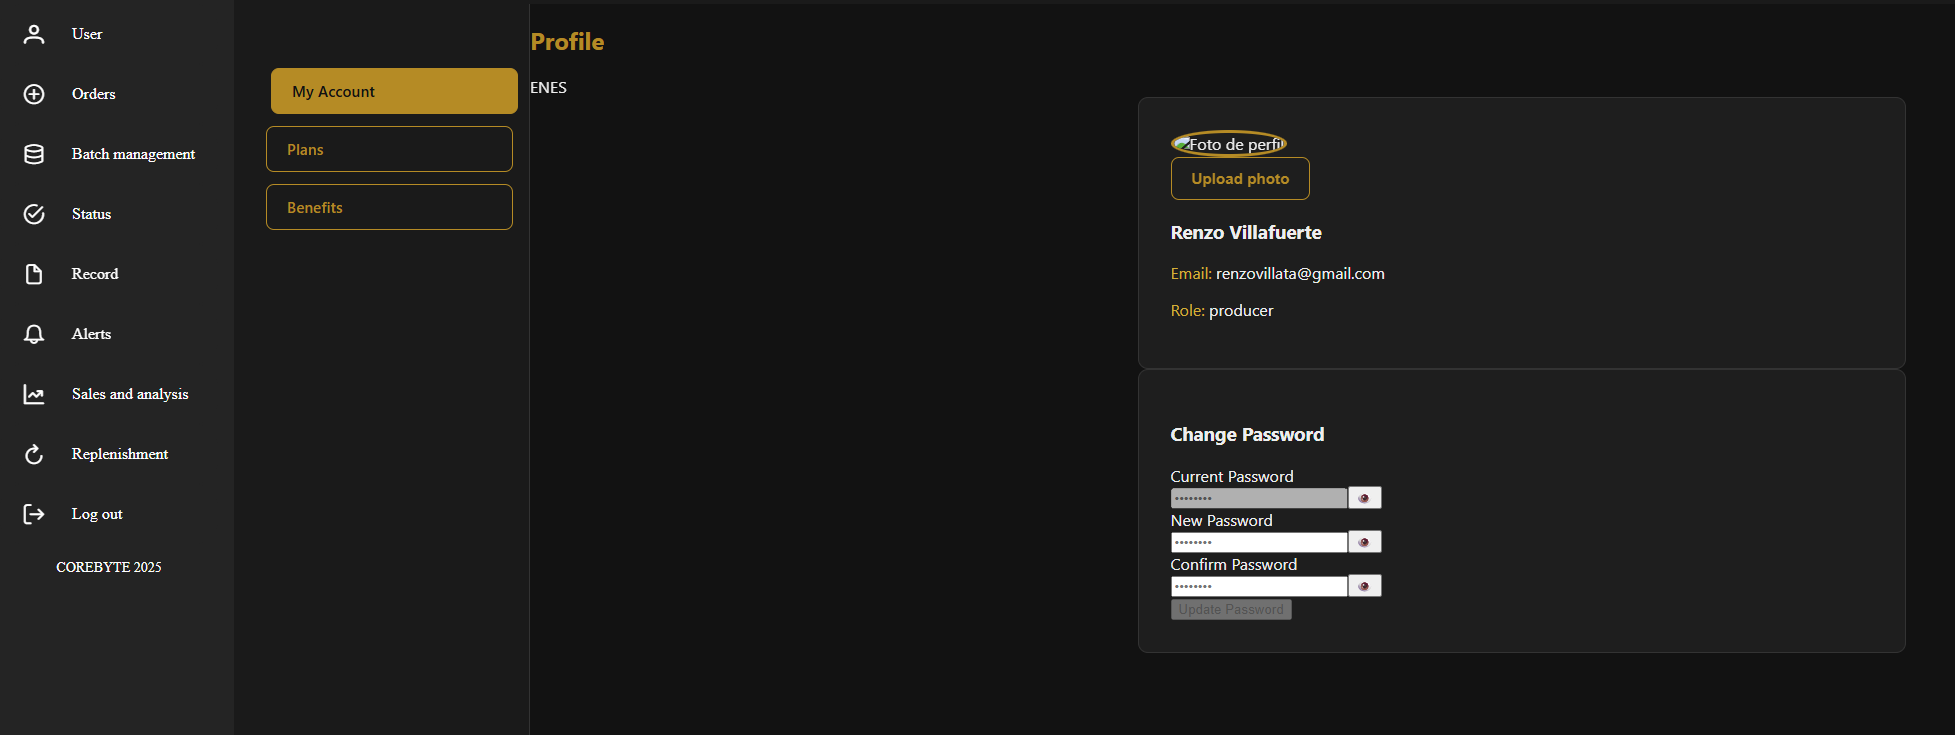 User
Orders
Batch management
Status
Record
Alerts
Sales and analysis
Replenishment
Log out
COREBYTE 2025
My Account
Plans
Benefits
Profile
ENES
Foto de perfil
Upload photo
Renzo Villafuerte
Email: renzovillata@gmail.com
Role: producer
Change Password
Current Password
••••••••
New Password
••••••••
Confirm Password
••••••••
Update Password